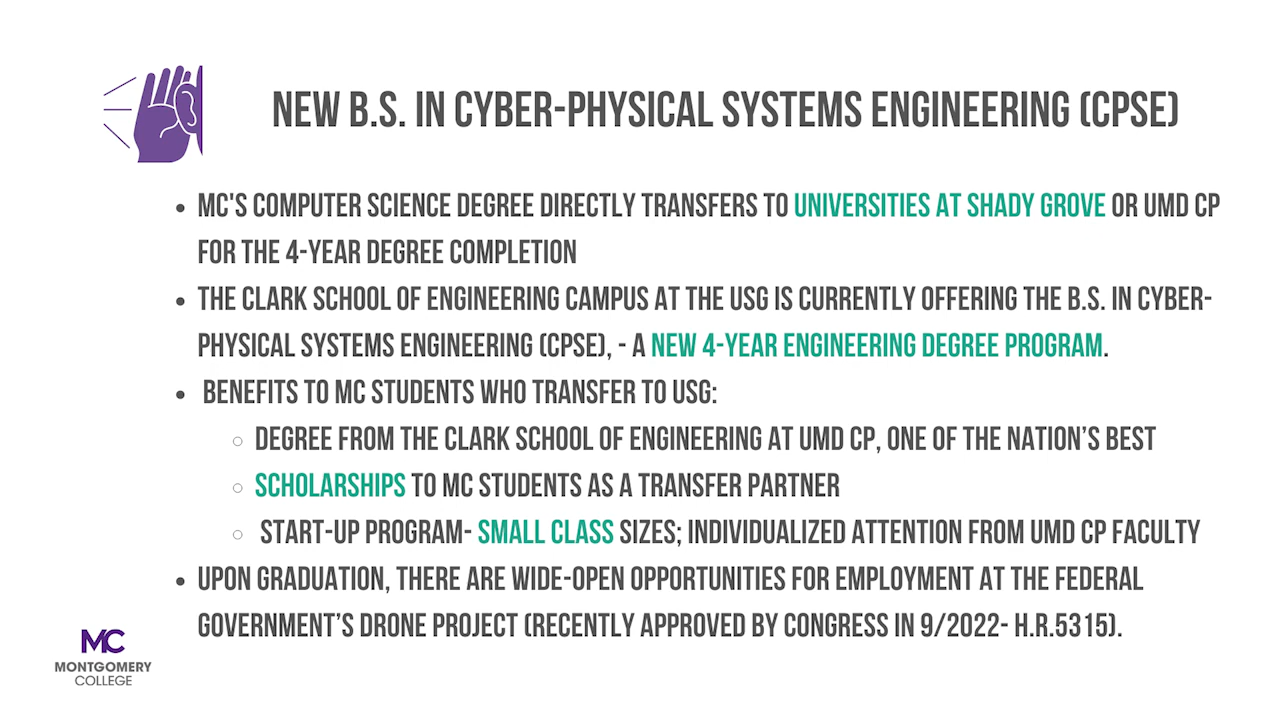 NEW B.S. IN CYBER-PHYSICAL SYSTEMS ENGINEERING (CPSE)
• MC'S COMPUTER SCIENCE DEGREE DIRECTLY TRANSFERS TO UNIVERSITIES AT SHADY GROVE OR UMD CP
FOR THE 4-YEAR DEGREE COMPLETION
• THE CLARK SCHOOL OF ENGINEERING CAMPUS AT THE USG IS CURRENTLY OFFERING THE B.S. IN CYBER-
PHYSICAL SYSTEMS ENGINEERING (CPSE), - A NEW 4-YEAR ENGINEERING DEGREE PROGRAM.
• BENEFITS TO MC STUDENTS WHO TRANSFER TO USG:
○ DEGREE FROM THE CLARK SCHOOL OF ENGINEERING AT UMD CP, ONE OF THE NATION’S BEST
○ SCHOLARSHIPS TO MC STUDENTS AS A TRANSFER PARTNER
○ START-UP PROGRAM- SMALL CLASS SIZES; INDIVIDUALIZED ATTENTION FROM UMD CP FACULTY
• UPON GRADUATION, THERE ARE WIDE-OPEN OPPORTUNITIES FOR EMPLOYMENT AT THE FEDERAL
GOVERNMENT’S DRONE PROJECT (RECENTLY APPROVED BY CONGRESS IN 9/2022- H.R.5315).
MC
MONTGOMERY
COLLEGE